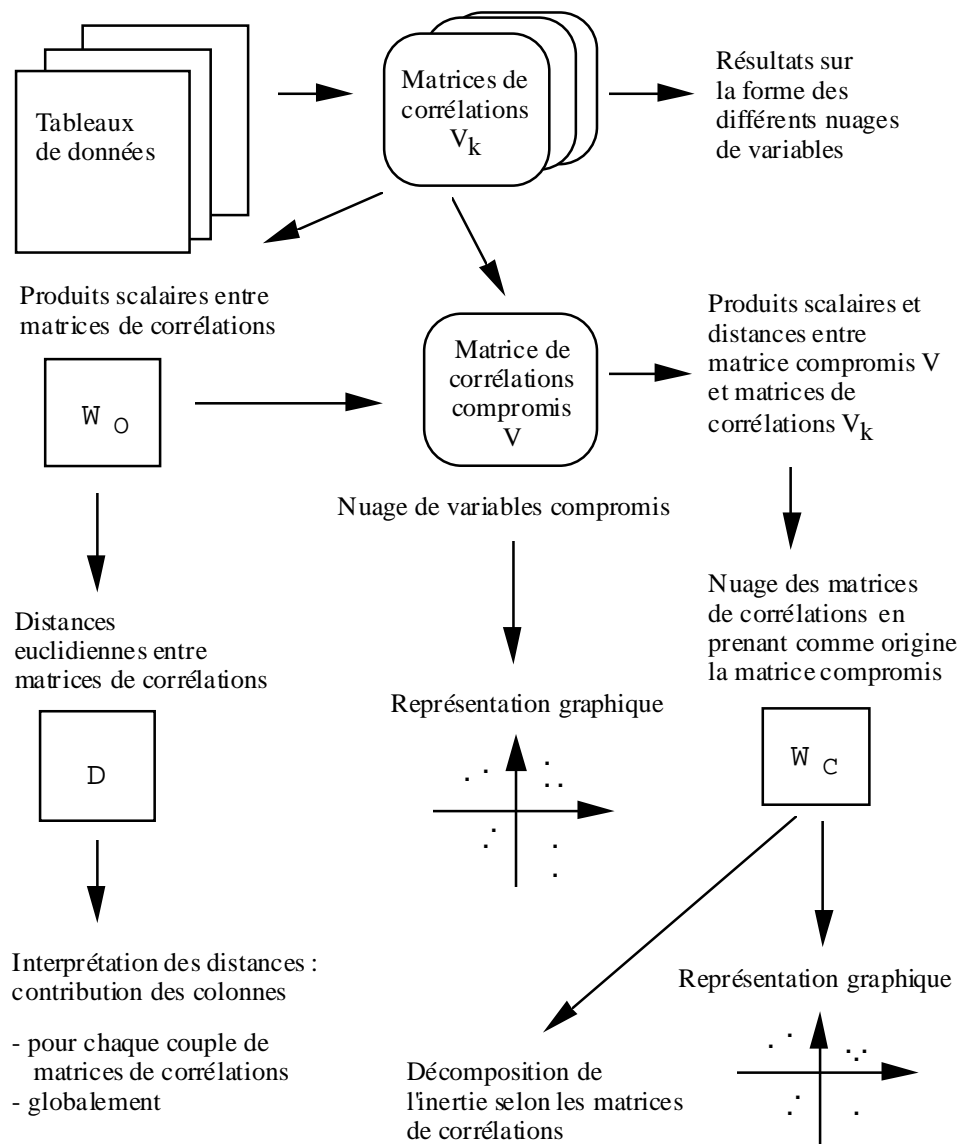 Tableaux
de données
Matrices de
corrélations
Vk
Résultats sur
la forme des
différents nuages
de variables
Produits scalaires entre
matrices de corrélations
W O
Matrice de
corrélations
compromis
V
Produits scalaires et
distances entre
matrice compromis V
et matrices de
corrélations Vk
Nuage de variables compromis
Distances
euclidiennes entre
matrices de corrélations
D
Représentation graphique
Nuage des matrices
de corrélations en
prenant comme origine
la matrice compromis
W C
Interprétation des distances :
contribution des colonnes
- pour chaque couple de
matrices de corrélations
- globalement
Décomposition de
l'inertie selon les matrices
de corrélations
Représentation graphique